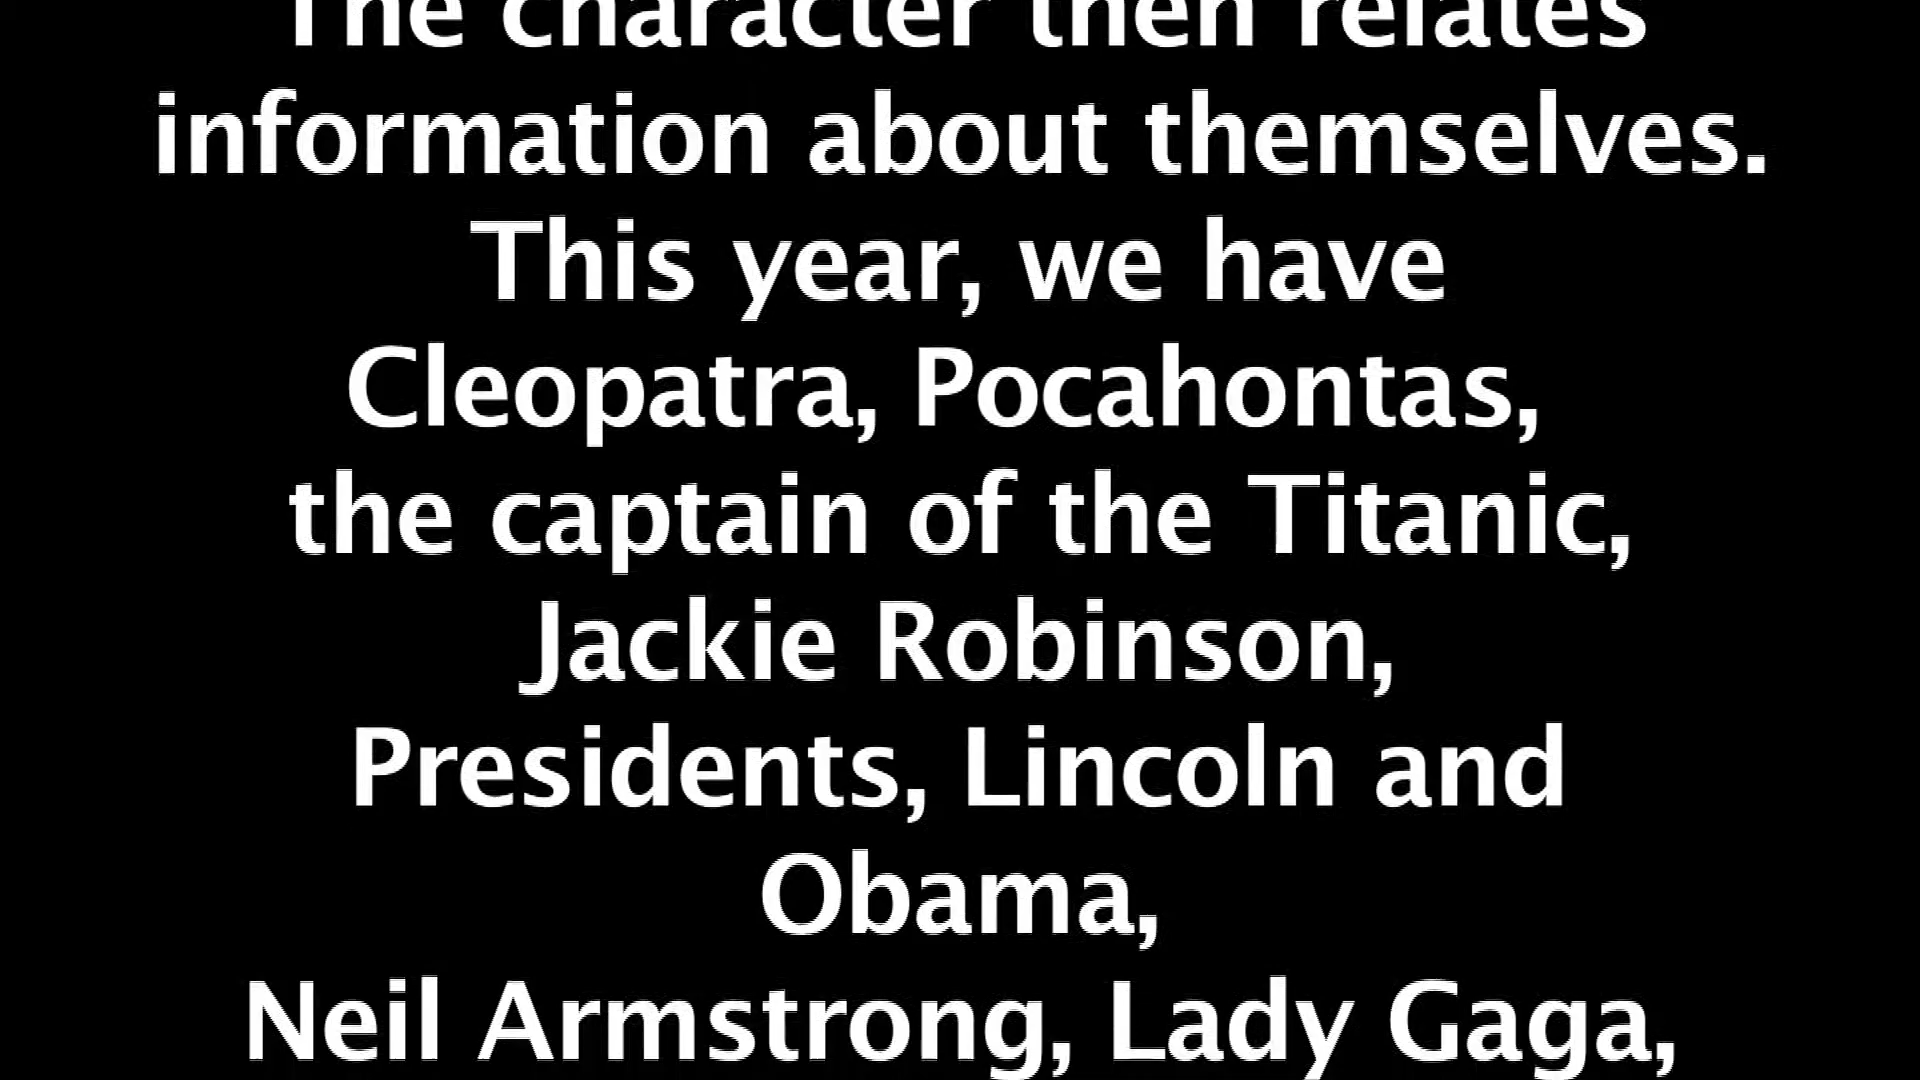 The character then relates
information about themselves.
This year, we have
Cleopatra, Pocahontas,
the captain of the Titanic,
Jackie Robinson,
Presidents, Lincoln and
Obama,
Neil Armstrong, Lady Gaga,